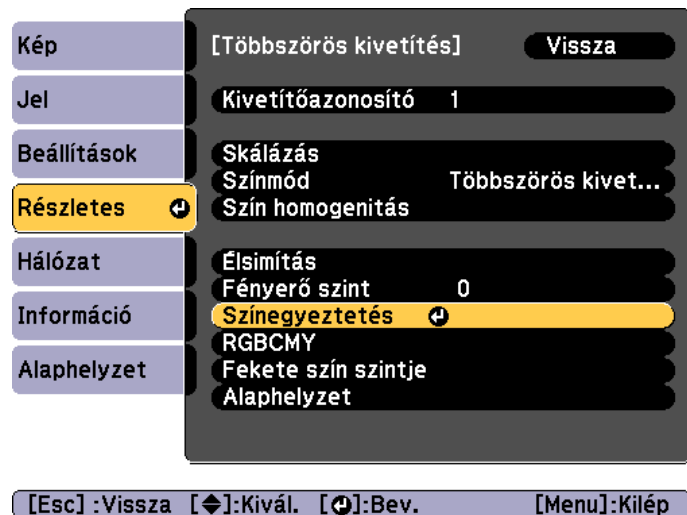 Kép
Jel
Beállítások
Részletes
Hálózat
Információ
Alaphelyzet
[Többszörös kivetítés] Vissza
Kivetítőazonosító 1
Skálázás
Színmód Többszörös kivet...
Szín homogenitás
Élsimítás
Fényerő szint 0
Színegyeztetés
RGBCMY
Fekete szín szintje
Alaphelyzet
[Esc] :Vissza [◆]:Kivál. [⏎]:Bev. [Menu]:Kilép